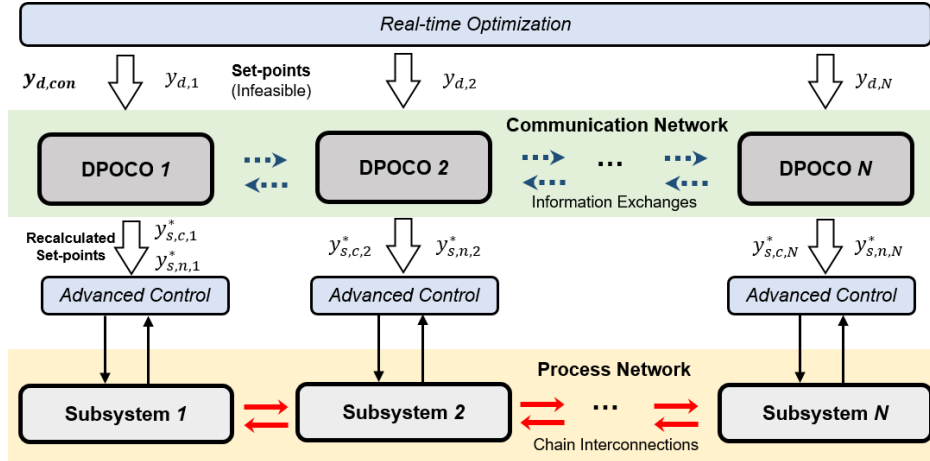 Real-time Optimization
y_{d,con}
y_{d,1}
Set-points
(Infeasible)
y_{d,2}
y_{d,N}
Communication Network
DPOCO 1
DPOCO 2
...
DPOCO N
Information Exchanges
Recalculated
Set-points
y^*_{s,c,1}
y^*_{s,n,1}
y^*_{s,c,2}
y^*_{s,n,2}
y^*_{s,c,N}
y^*_{s,n,N}
Advanced Control
Advanced Control
Advanced Control
Process Network
Subsystem 1
Subsystem 2
...
Subsystem N
Chain Interconnections